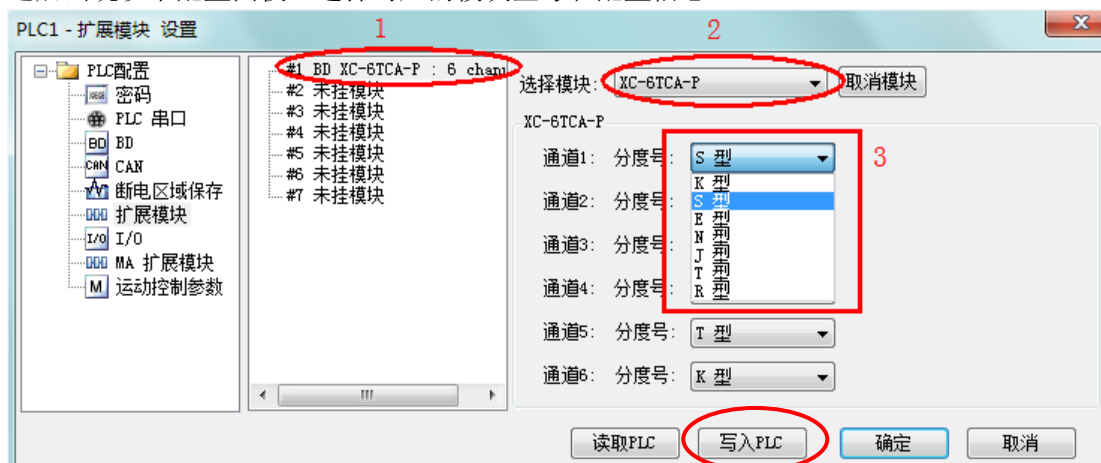 PLC1 - 扩展模块 设置
1
2
PLC配置
密码
PLC 串口
BD
CAN
断电区域保存
扩展模块
I/O
MA 扩展模块
运动控制参数
#1 BD XC-6TCA-P : 6 chan
#2 未挂模块
#3 未挂模块
#4 未挂模块
#5 未挂模块
#6 未挂模块
#7 未挂模块
选择模块: XC-6TCA-P 取消模块
XC-6TCA-P
通道1: 分度号: S 型
3
K 型
S 型
E 型
N 型
J 型
T 型
R 型
通道2: 分度号:
通道3: 分度号:
通道4: 分度号:
通道5: 分度号: T 型
通道6: 分度号: K 型
读取PLC 写入PLC 确定 取消